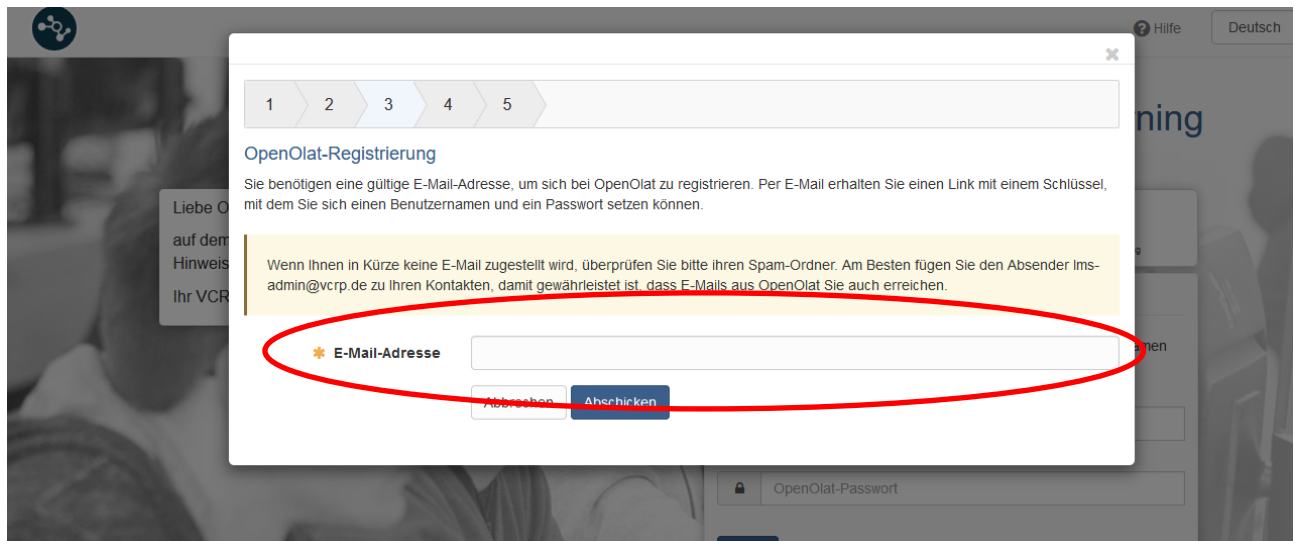 Hilfe
Deutsch
1 2 3 4 5
ning
OpenOlat-Registrierung
Sie benötigen eine gültige E-Mail-Adresse, um sich bei OpenOlat zu registrieren. Per E-Mail erhalten Sie einen Link mit einem Schlüssel,
mit dem Sie sich einen Benutzernamen und ein Passwort setzen können.
Liebe O
auf dem
Hinweis
Ihr VCR
Wenn Ihnen in Kürze keine E-Mail zugestellt wird, überprüfen Sie bitte ihren Spam-Ordner. Am Besten fügen Sie den Absender lms-
admin@vcrp.de zu Ihren Kontakten, damit gewährleistet ist, dass E-Mails aus OpenOlat Sie auch erreichen.
E-Mail-Adresse
amen
Abbrechen
Abschicken
OpenOlat-Passwort